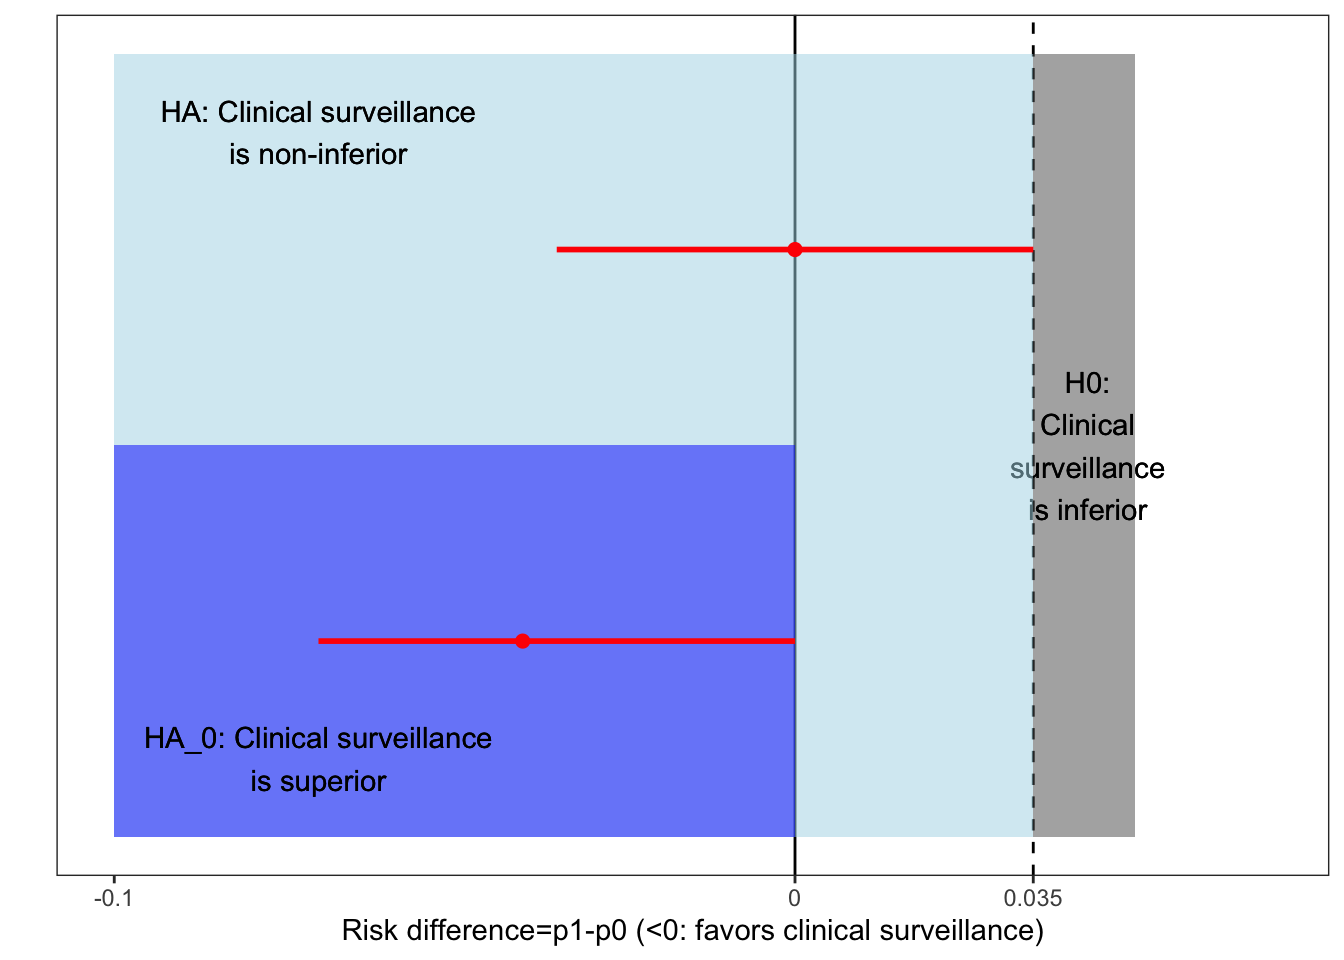 HA: Clinical surveillance
is non-inferior
H0:
Clinical
surveillance
is inferior
HA_0: Clinical surveillance
is superior
-0.1
0
0.035
Risk difference=p1-p0 (<0: favors clinical surveillance)